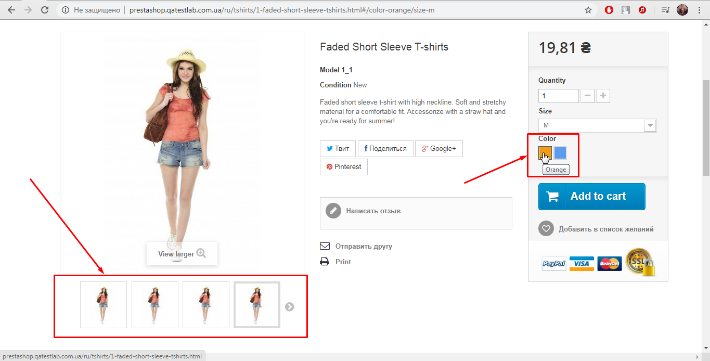 Не защищено | prestashop.qatestlab.com.ua/ru/tshirts/1-faded-short-sleeve-tshirts.html#/color-orange/size-m
Faded Short Sleeve T-shirts
Model 1_1
Condition New
Faded short sleeve t-shirt with high neckline. Soft and stretchy
material for a comfortable fit. Accessorize with a straw hat and
you're ready for summer!
Твит
Поделиться
Google+
Pinterest
Написать отзыв
Отправить другу
Print
View larger
19,81 ₴
Quantity
1
Size
M
Color
Orange
Add to cart
Добавить в список желаний
PayPal
VISA
MasterCard
SSL
prestashop.qatestlab.com.ua/ru/tshirts/1-faded-short-sleeve-tshirts.html